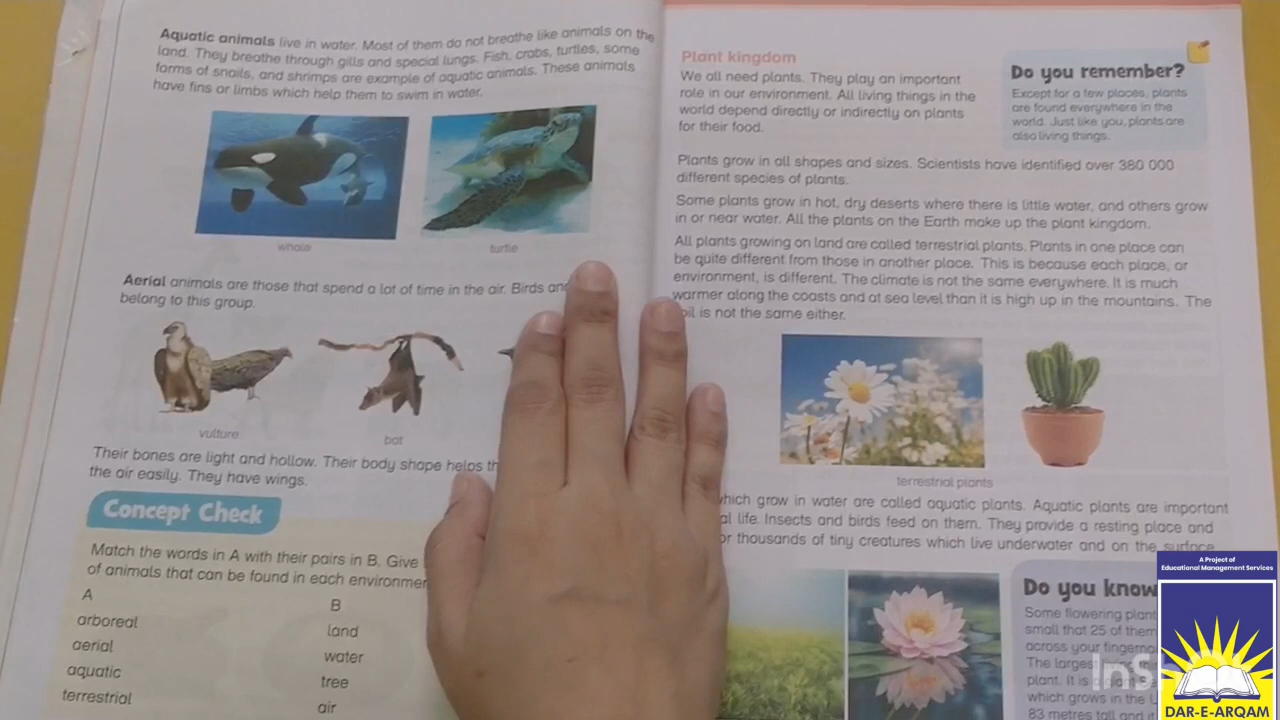 Aquatic animals live in water. Most of them do not breathe like animals on the
land. They breathe through gills and special lungs. Fish, crabs, turtles, some
forms of snails, and shrimps are example of aquatic animals. These animals
have fins or limbs which help them to swim in water.
whale
turtle
Aerial animals are those that spend a lot of time in the air. Birds and
belong to this group.
vulture
bat
Their bones are light and hollow. Their body shape helps
the air easily. They have wings.
Concept Check
Match the words in A with their pairs in B. Give
of animals that can be found in each
A
B
arboreal
land
aerial
water
aquatic
tree
terrestrial
air
Plant kingdom
We all need plants. They play an important
role in our environment. All living things in the
world depend directly or indirectly on plants
for their food.
Do you remember?
Except for a few places, plants
are found everywhere in the
world. Just like you, plants are
also living things.
Plants grow in all shapes and sizes. Scientists have identified over 380 000
different species of plants.
Some plants grow in hot, dry deserts where there is little water, and others grow
in or near water. All the plants on the Earth make up the plant kingdom.
All plants growing on land are called terrestrial plants. Plants in one place can
be quite different from those in another place. This is because each place, or
environment, is different. The climate is not the same everywhere. It is much
warmer along the coasts and at sea level than it is high up in the mountains. The
is not the same either.
terrestrial plants
which grow in water are called aquatic plants. Aquatic plants are important
life. Insects and birds feed on them. They provide a resting place and
for thousands of tiny creatures which live underwater and on the surface
Do you know
Some flowering
small that 25 of them
across your
The largest
plant. It is a
which grows in the
83 metres tall and
A Project of
Educational Management Services
DAR-E-ARQAM